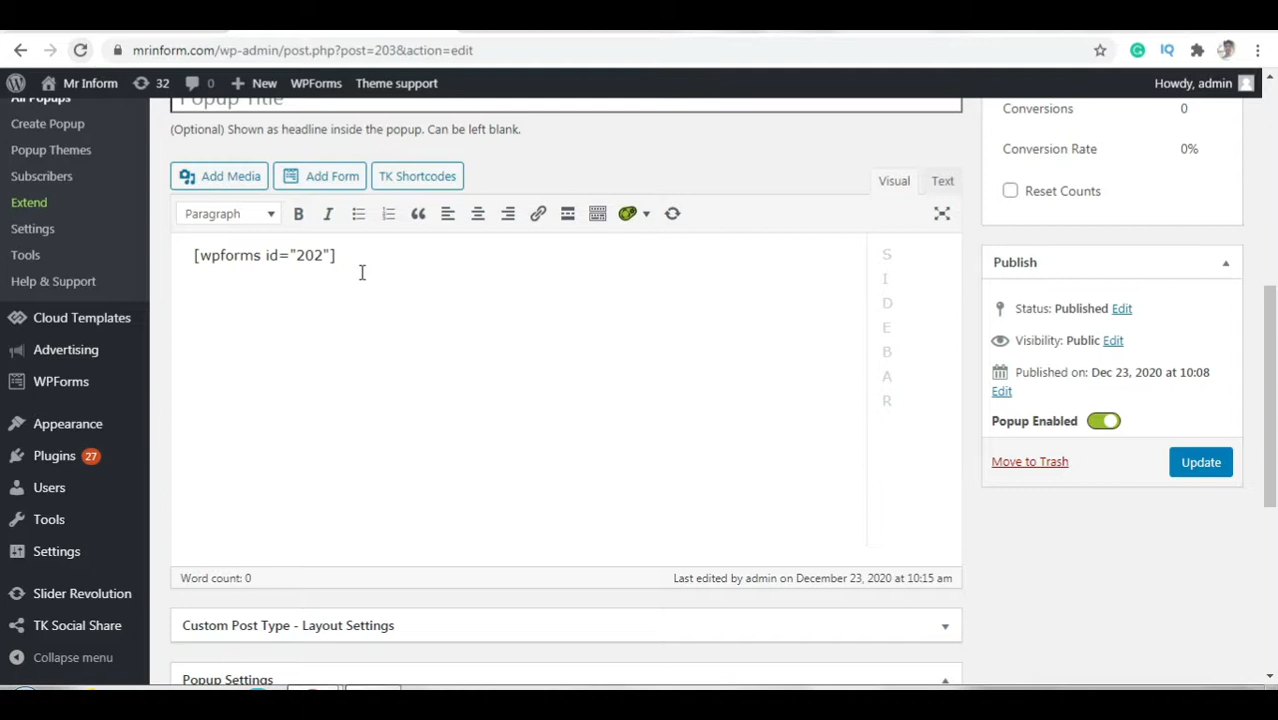 mrinform.com/wp-admin/post.php?post=203&action=edit
IQ
Mr Inform
32
0
New
WPForms
Theme support
Howdy, admin
All Popups
Create Popup
Popup Themes
Subscribers
Extend
Settings
Tools
Help & Support
Cloud Templates
Advertising
WPForms
Appearance
Plugins 27
Users
Tools
Settings
Slider Revolution
TK Social Share
Collapse menu
Popup Title
(Optional) Shown as headline inside the popup. Can be left blank.
Add Media
Add Form
TK Shortcodes
Visual
Text
Paragraph
B
I
[wpforms id="202"]
S
I
D
E
B
A
R
Word count: 0
Last edited by admin on December 23, 2020 at 10:15 am
Custom Post Type - Layout Settings
Popup Settings
Conversions 0
Conversion Rate 0%
Reset Counts
Publish
Status: Published Edit
Visibility: Public Edit
Published on: Dec 23, 2020 at 10:08
Edit
Popup Enabled
Move to Trash
Update